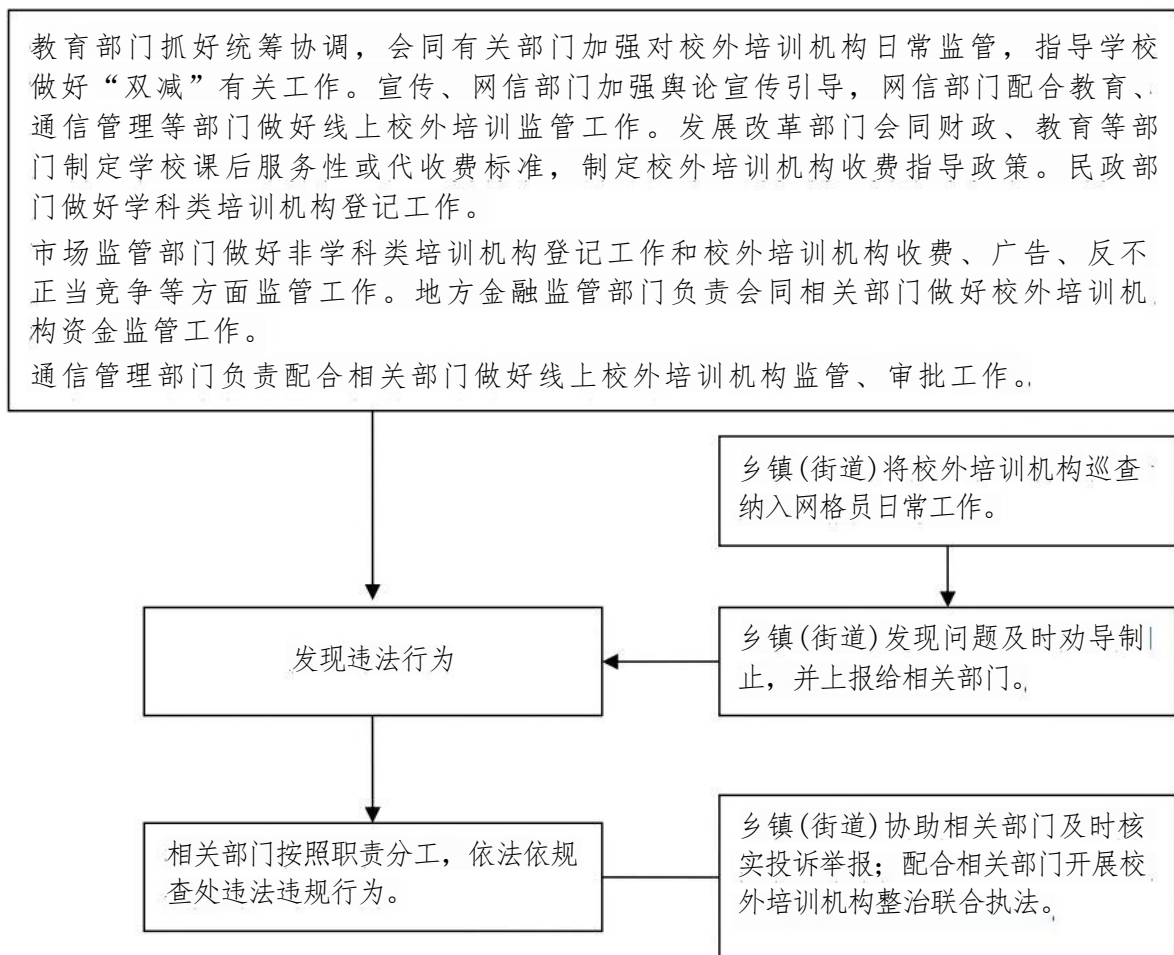 教育部门抓好统筹协调，会同有关部门加强对校外培训机构日常监管，指导学校
做好“双减”有关工作。宣传、网信部门加强舆论宣传引导，网信部门配合教育、
通信管理等部门做好线上校外培训监管工作。发展改革部门会同财政、教育等部
门制定学校课后服务性或代收费标准，制定校外培训机构收费指导政策。民政部
门做好学科类培训机构登记工作。
市场监管部门做好非学科类培训机构登记工作和校外培训机构收费、广告、反不
正当竞争等方面监管工作。地方金融监管部门负责会同相关部门做好校外培训机
构资金监管工作。
通信管理部门负责配合相关部门做好线上校外培训机构监管、审批工作。
乡镇(街道)将校外培训机构巡查
纳入网格员日常工作。
发现违法行为
乡镇(街道)发现问题及时劝导制
止，并上报给相关部门。
相关部门按照职责分工，依法依规
查处违法违规行为。
乡镇(街道)协助相关部门及时核
实投诉举报；配合相关部门开展校
外培训机构整治联合执法。